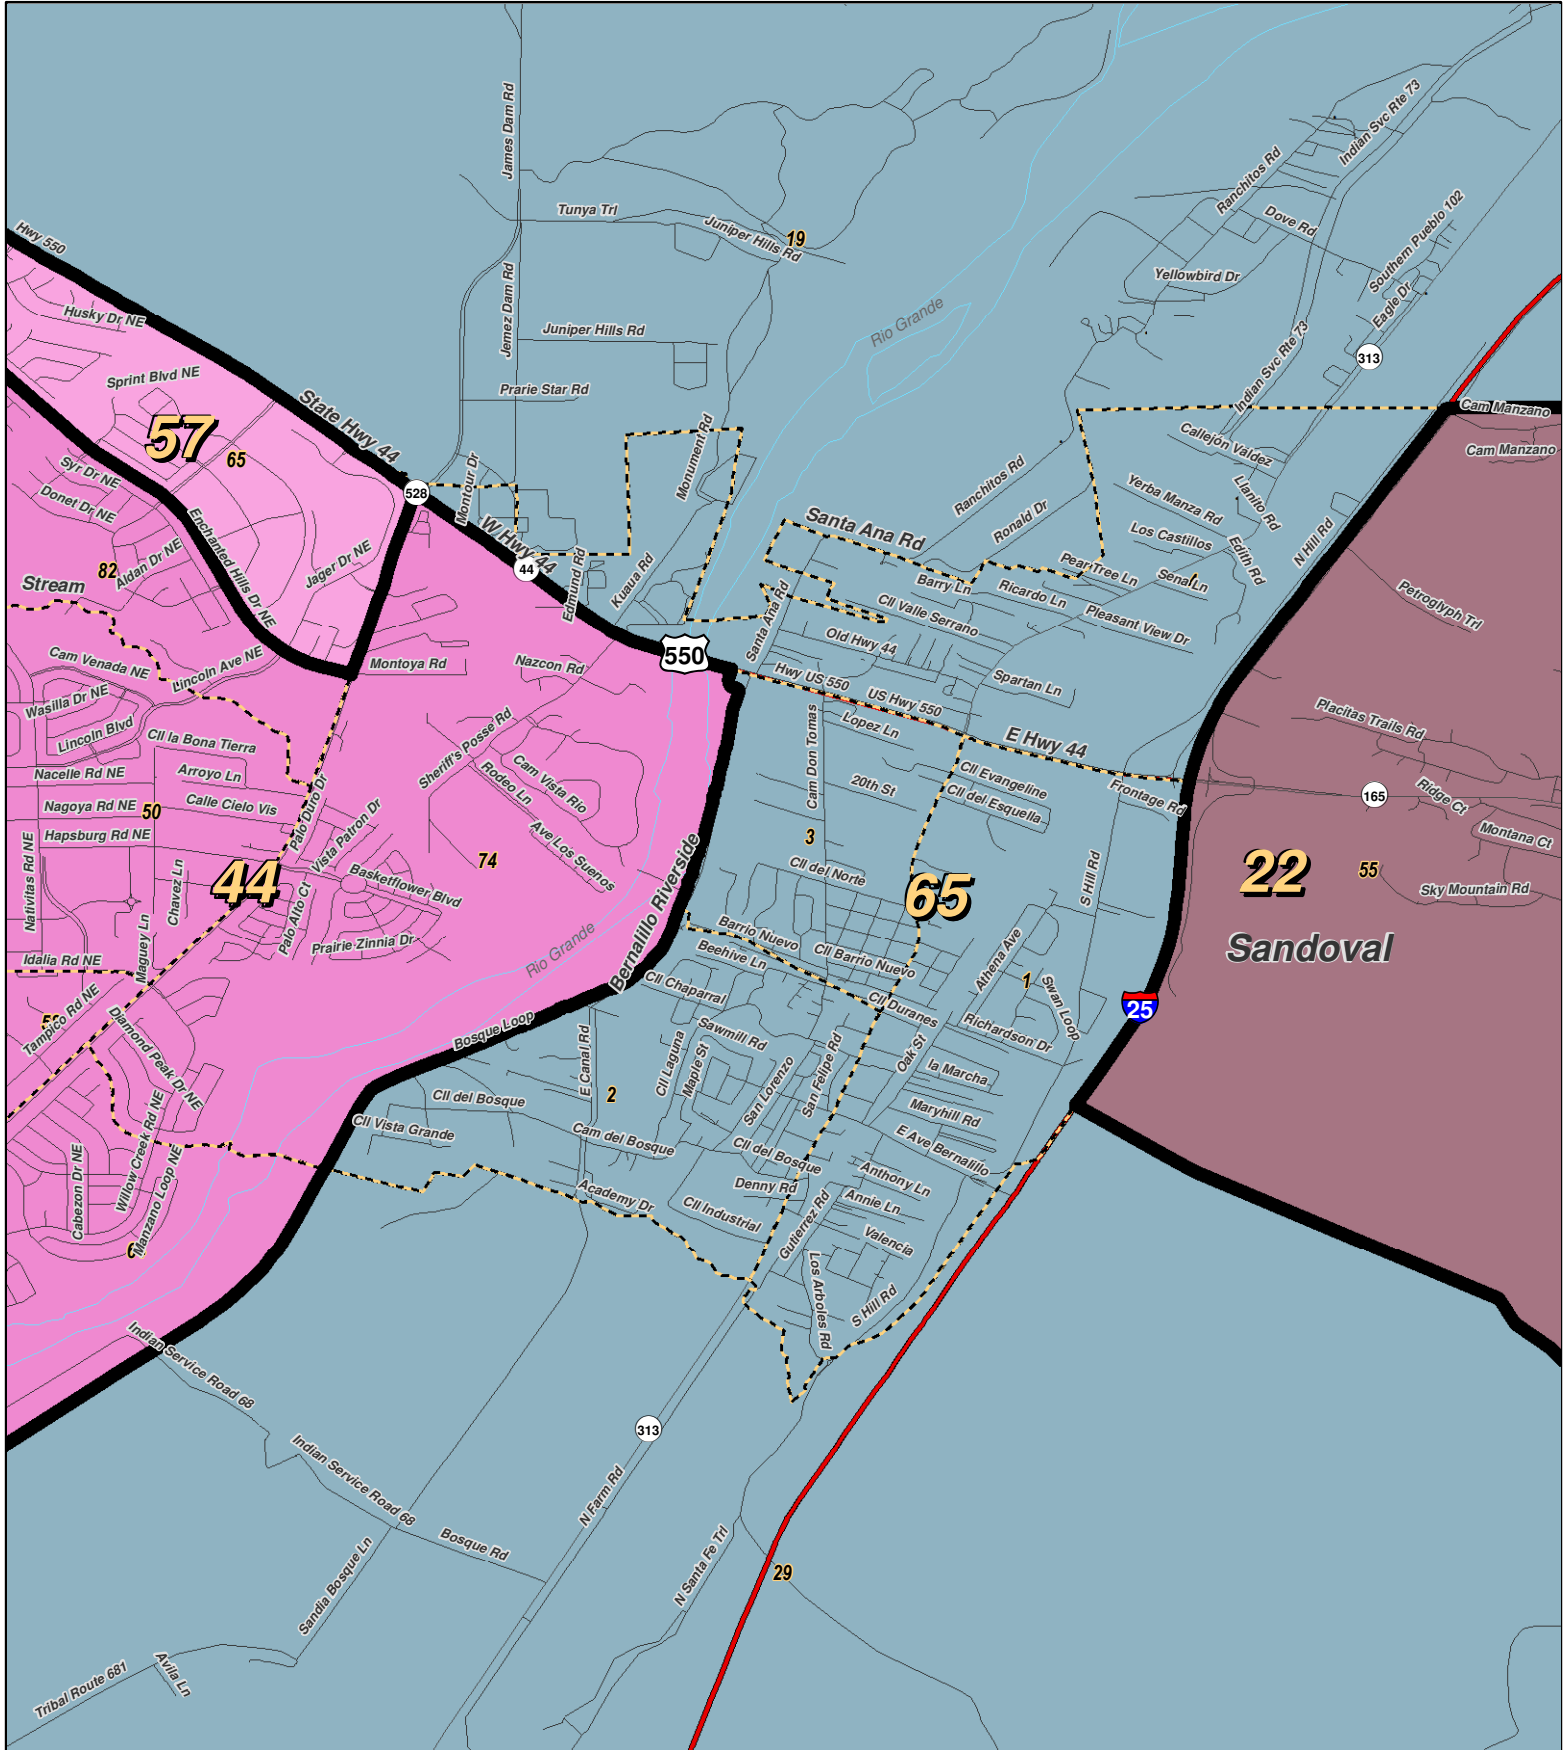 James Dam Rd
Indian Svc Rte 73
Ranchitos Rd
Tunya Trl
Juniper Hills Rd
19
Dove Rd
Southern Pueblo 102
Hwy 550
Yellowbird Dr
Eagle Dr
Jemez Dam Rd
Juniper Hills Rd
Rio Grande
Husky Dr NE
Indian Svc Rte 73
313
Sprint Blvd NE
Prarie Star Rd
State Hwy 44
Cam Manzano
57
65
Callejón Valdez
Cam Manzano
Syr Dr NE
Montour Dr
Monument Rd
Donet Dr NE
528
Ranchitos Rd
Llanito Rd
Yerba Manza Rd
Enchanted Hills Dr NE
W Hwy 44
Santa Ana Rd
Ronald Dr
Los Castillos
N Hill Rd
Edith Rd
Aldan Dr NE
82
Jager Dr NE
44
Edmund Rd
Kuaua Rd
Pear Tree Ln
Senal Ln
Stream
Barry Ln
Ricardo Ln
Petroglyph Trl
Cll Valle Serrano
Pleasant View Dr
Santa Ana Rd
Old Hwy 44
550
Cam Venada NE
Lincoln Ave NE
Montoya Rd
Nazcon Rd
Hwy US 550
US Hwy 550
Spartan Ln
Wasilla Dr NE
Lincoln Blvd
Cll la Bona Tierra
Sheriff's Posse Rd
Cam Don Tomas
Lopez Ln
E Hwy 44
Placitas Trails Rd
Nacelle Rd NE
Arroyo Ln
Rodeo Ln
Cam Vista Rio
20th St
Cll Evangeline
Cll del Esquella
Frontage Rd
165
Ridge Ct
Nagoya Rd NE
50
Calle Cielo Vis
Palo Duro Dr
Vista Patron Dr
Hapsburg Rd NE
Ave Los Suenos
3
Montana Ct
Nativitas Rd NE
Chavez Ln
44
74
Basketflower Blvd
Bernalillo Riverside
Cll del Norte
65
S Hill Rd
22
55
Sky Mountain Rd
Palo Alto Ct
Prairie Zinnia Dr
Rio Grande
Barrio Nuevo
Beehive Ln
Cll Barrio Nuevo
Athena Ave
Sandoval
Idalia Rd NE
Maguey Ln
Cll Chaparral
1
Swan Loop
25
Tampico Rd NE
Diamond Peak Dr NE
Cll Duranes
Richardson Dr
Bosque Loop
E Canal Rd
Sawmill Rd
Cll Laguna
Maple St
San Lorenzo
San Felipe Rd
Oak St
la Marcha
2
Cll del Bosque
Maryhill Rd
Willow Creek Rd NE
Cll Vista Grande
Cam del Bosque
Cll del Bosque
E Ave Bernalillo
Cabezon Dr NE
Manzano Loop NE
Denny Rd
Anthony Ln
Annie Ln
Academy Dr
Cll Industrial
Gutierrez Rd
Valencia
Los Arboles Rd
S Hill Rd
Indian Service Road 68
313
Indian Service Road 68
N Farm Rd
Bosque Rd
Sandia Bosque Ln
N Santa Fe Trl
29
Tribal Route 681
Avila Ln